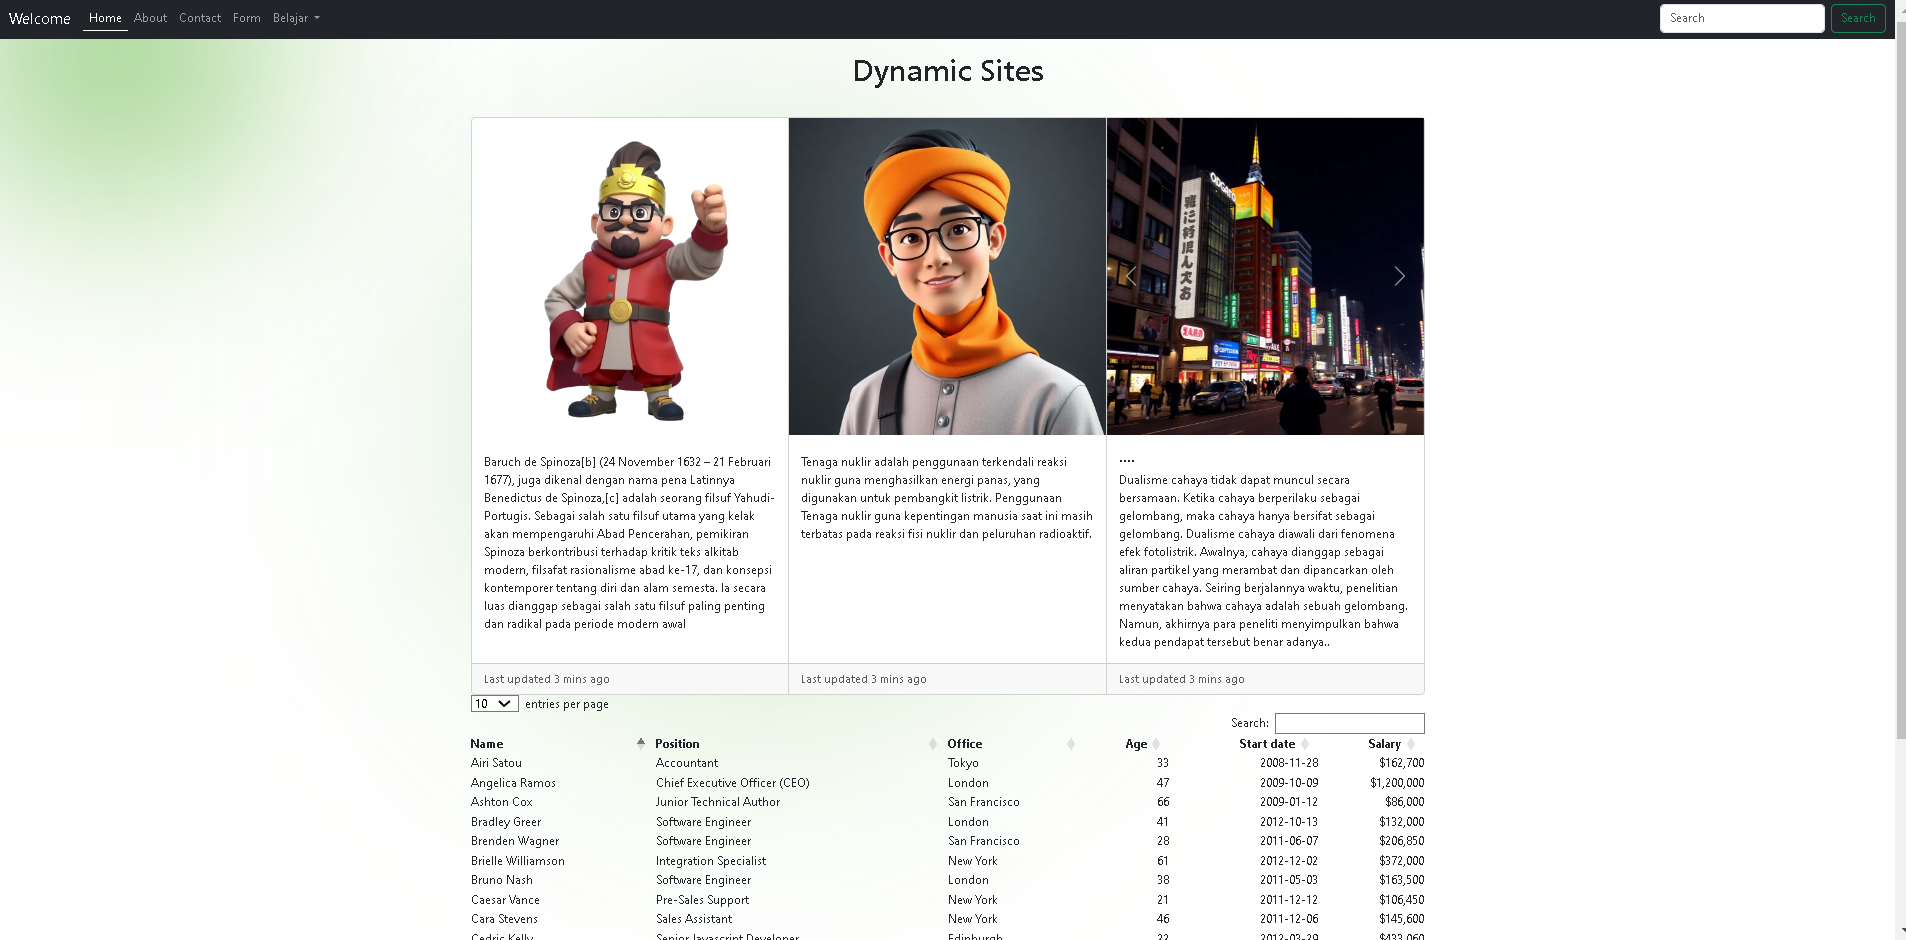 Welcome Home About Contact Form Belajar Search Search
Dynamic Sites
ODGATO
Baruch de Spinoza[b] (24 November 1632 – 21 Februari
1677), juga dikenal dengan nama pena Latinnya
Benedictus de Spinoza,[c] adalah seorang filsuf Yahudi-
Portugis. Sebagai salah satu filsuf utama yang kelak
akan mempengaruhi Abad Pencerahan, pemikiran
Spinoza berkontribusi terhadap kritik teks alkitab
modern, filsafat rasionalisme abad ke-17, dan konsepsi
kontemporer tentang diri dan alam semesta. Ia secara
luas dianggap sebagai salah satu filsuf paling penting
dan radikal pada periode modern awal
Last updated 3 mins ago
Tenaga nuklir adalah penggunaan terkendali reaksi
nuklir guna menghasilkan energi panas, yang
digunakan untuk pembangkit listrik. Penggunaan
Tenaga nuklir guna kepentingan manusia saat ini masih
terbatas pada reaksi fisi nuklir dan peluruhan radioaktif.
Last updated 3 mins ago
....
Dualisme cahaya tidak dapat muncul secara
bersamaan. Ketika cahaya berperilaku sebagai
gelombang, maka cahaya hanya bersifat sebagai
gelombang. Dualisme cahaya diawali dari fenomena
efek fotolistrik. Awalnya, cahaya dianggap sebagai
aliran partikel yang merambat dan dipancarkan oleh
sumber cahaya. Seiring berjalannya waktu, penelitian
menyatakan bahwa cahaya adalah sebuah gelombang.
Namun, akhirnya para peneliti menyimpulkan bahwa
kedua pendapat tersebut benar adanya..
Last updated 3 mins ago
10 entries per page
Search:
Name Position Office Age Start date Salary
Airi Satou Accountant Tokyo 33 2008-11-28 $162,700
Angelica Ramos Chief Executive Officer (CEO) London 47 2009-10-09 $1,200,000
Ashton Cox Junior Technical Author San Francisco 66 2009-01-12 $86,000
Bradley Greer Software Engineer London 41 2012-10-13 $132,000
Brenden Wagner Software Engineer San Francisco 28 2011-06-07 $206,850
Brielle Williamson Integration Specialist New York 61 2012-12-02 $372,000
Bruno Nash Software Engineer London 38 2011-05-03 $163,500
Caesar Vance Pre-Sales Support New York 21 2011-12-12 $106,450
Cara Stevens Sales Assistant New York 46 2011-12-06 $145,600
Cedric Kelly Senior Javascript Developer Edinburgh 22 2012-03-29 $433,060